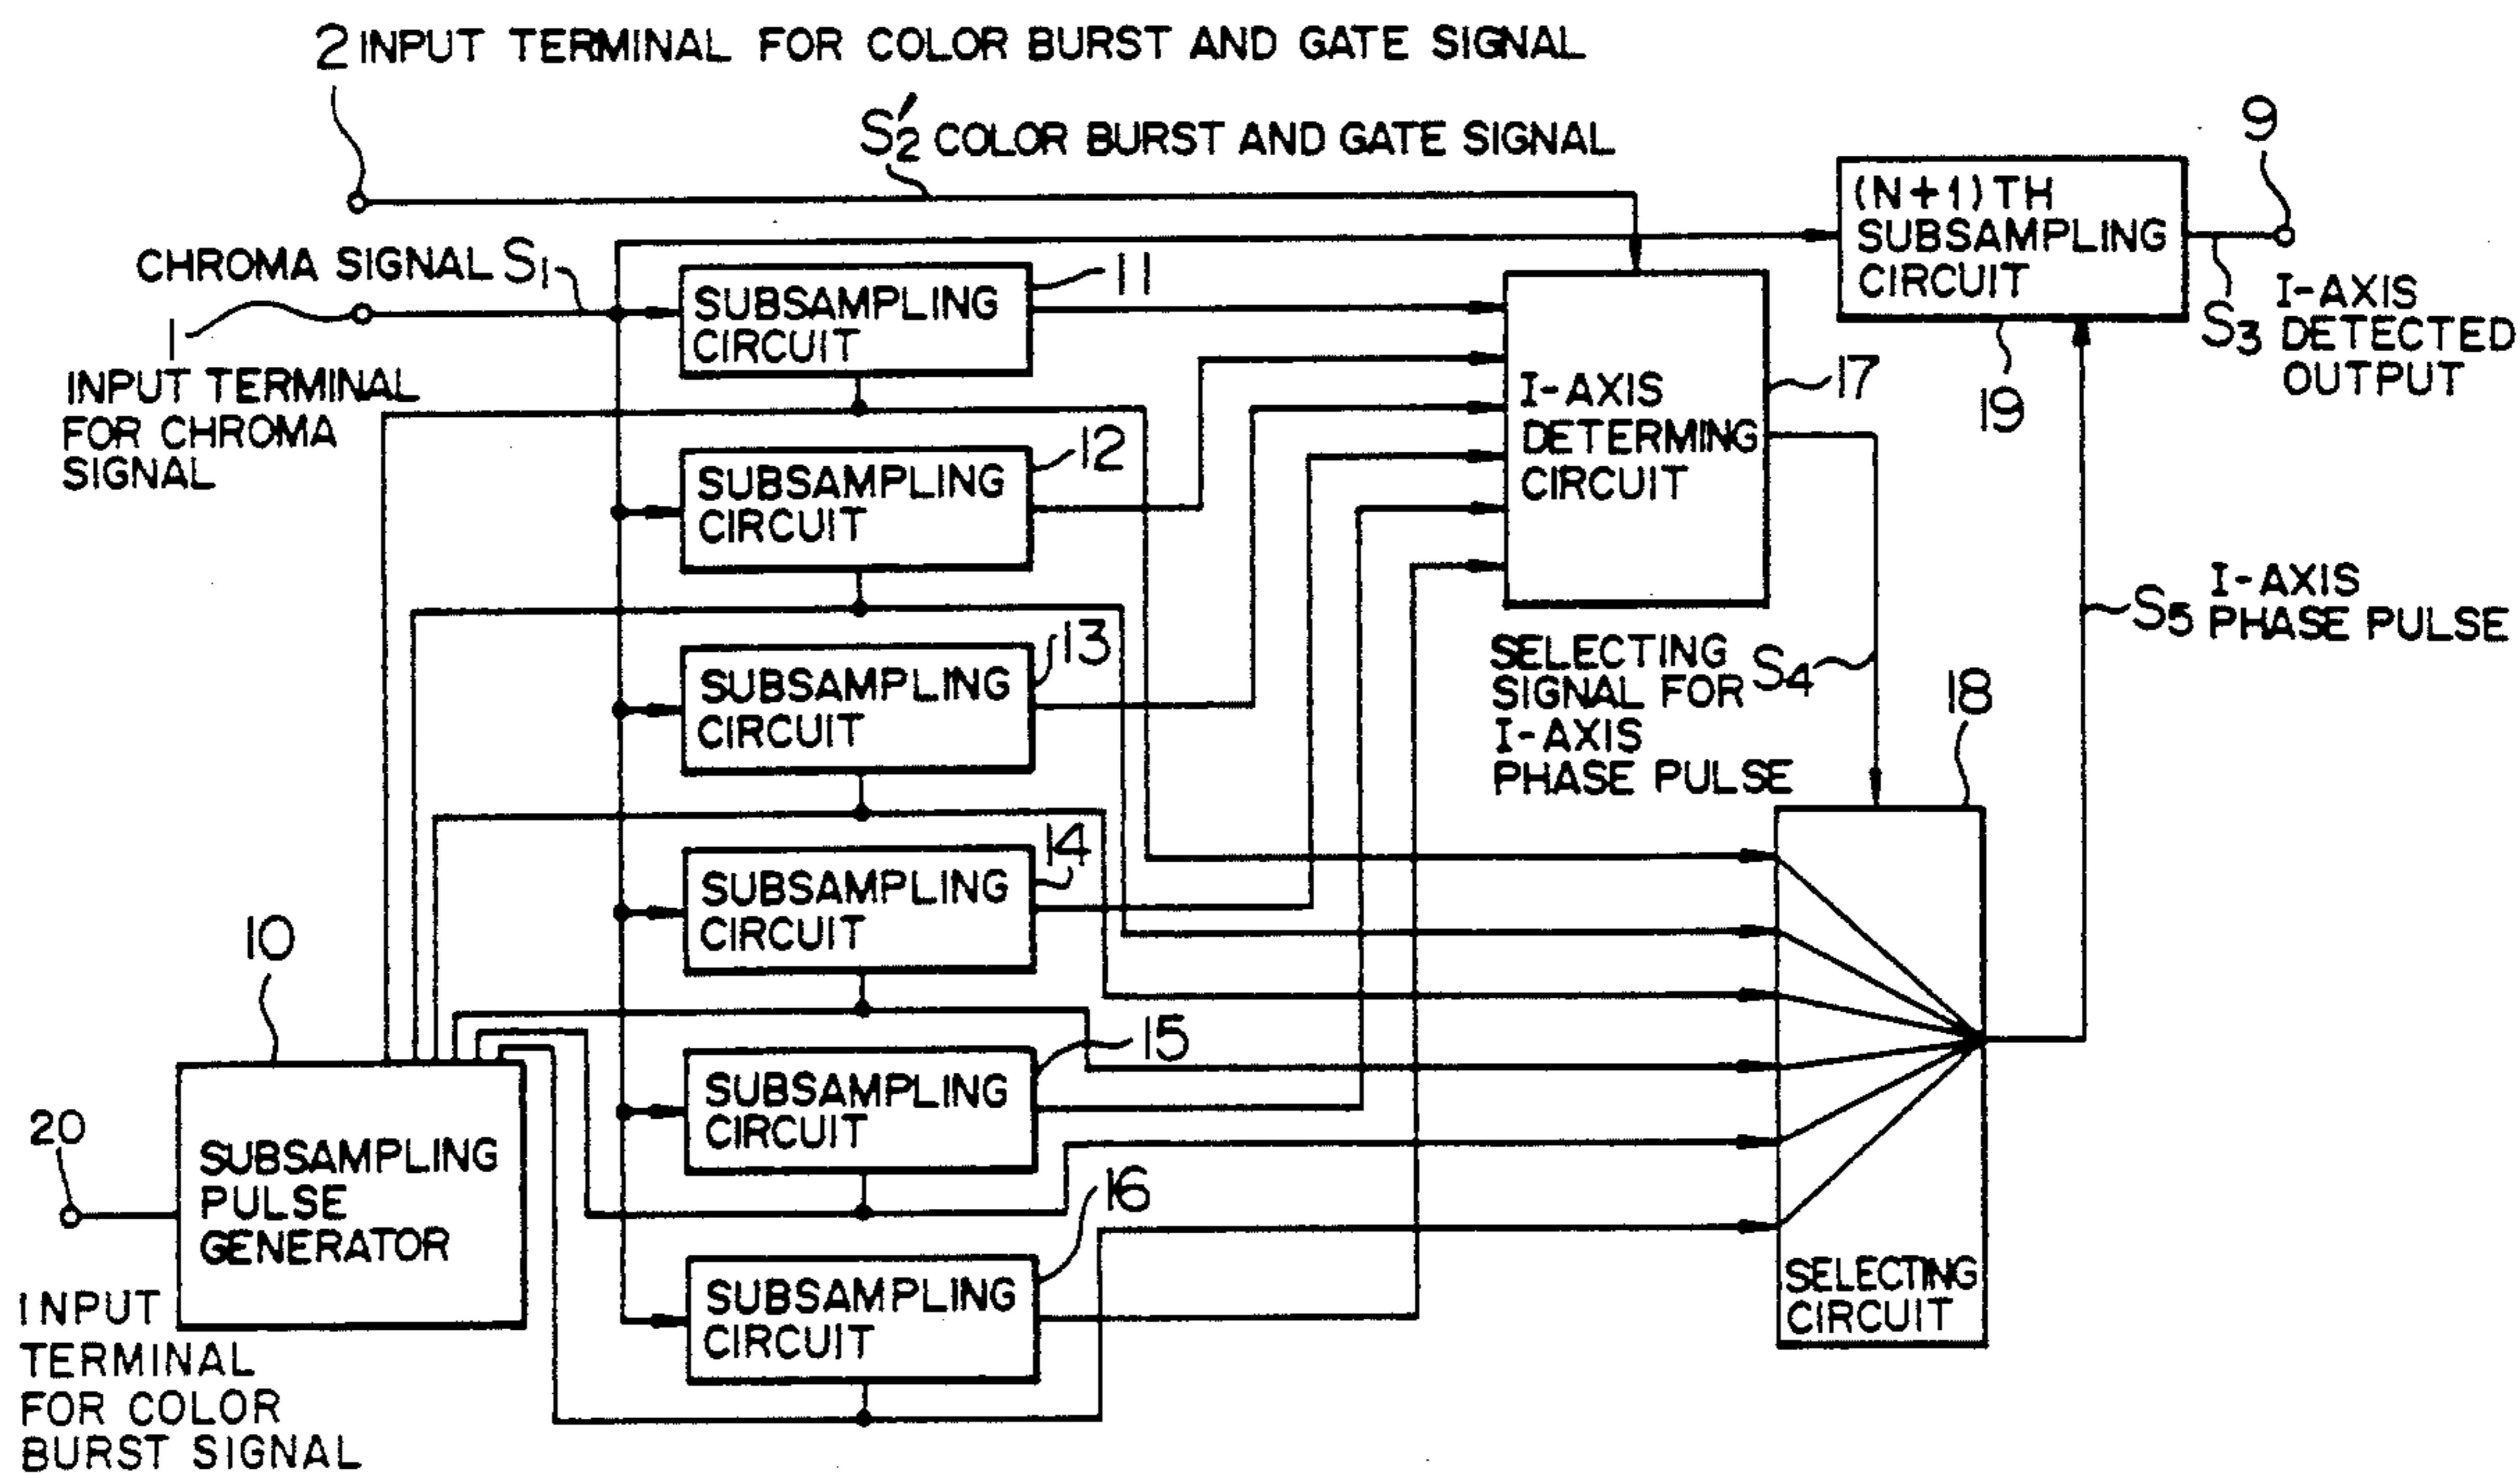 2 INPUT TERMINAL FOR COLOR BURST AND GATE SIGNAL
S'2 COLOR BURST AND GATE SIGNAL
9
(N+1)TH
SUBSAMPLING
CIRCUIT
CHROMA SIGNAL S1
1
INPUT TERMINAL
FOR CHROMA
SIGNAL
SUBSAMPLING
CIRCUIT
11
I-AXIS
DETERMING
CIRCUIT
17
19
S3 I-AXIS
DETECTED
OUTPUT
SUBSAMPLING
CIRCUIT
12
SUBSAMPLING
CIRCUIT
13
SELECTING
SIGNAL FOR S4
I-AXIS
PHASE PULSE
S5 I-AXIS
PHASE PULSE
18
SUBSAMPLING
CIRCUIT
14
10
SUBSAMPLING
CIRCUIT
15
20
SUBSAMPLING
PULSE
GENERATOR
SUBSAMPLING
CIRCUIT
16
SELECTING
CIRCUIT
INPUT
TERMINAL
FOR COLOR
BURST SIGNAL